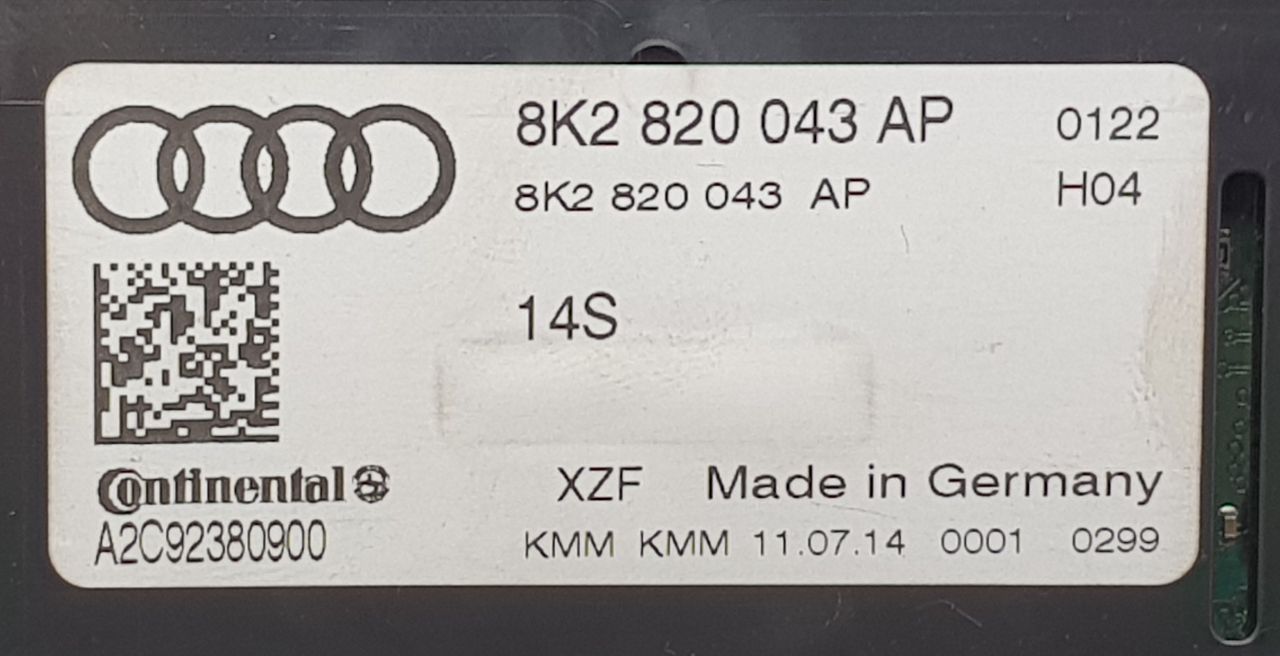 8K2 820 043 AP 0122
8K2 820 043 AP H04
14S
Continental XZF Made in Germany
A2C92380900 KMM KMM 11.07.14 0001 0299